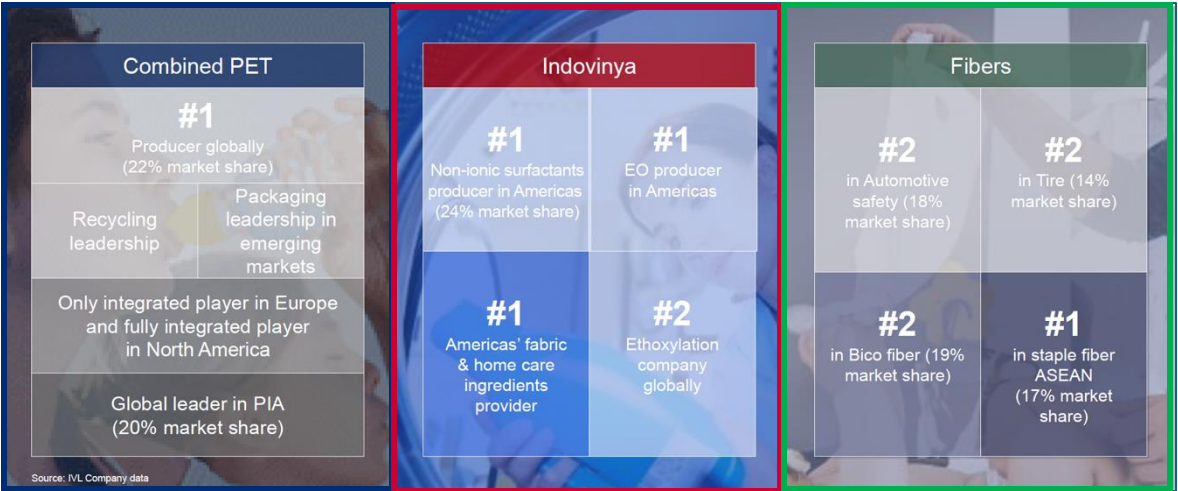 Combined PET
#1
Producer globally
(22% market share)
Recycling
leadership
Packaging
leadership in
emerging
markets
Only integrated player in Europe
and fully integrated player
in North America
Global leader in PIA
(20% market share)
Source: IVL Company data
Indovinya
#1
Non-ionic surfactants
producer in Americas
(24% market share)
#1
EO producer
in Americas
#1
Americas’ fabric
& home care
ingredients
provider
#2
Ethoxylation
company
globally
Fibers
#2
in Automotive
safety (18%
market share)
#2
in Tire (14%
market share)
#2
in Bico fiber (19%
market share)
#1
in staple fiber
ASEAN
(17% market
share)